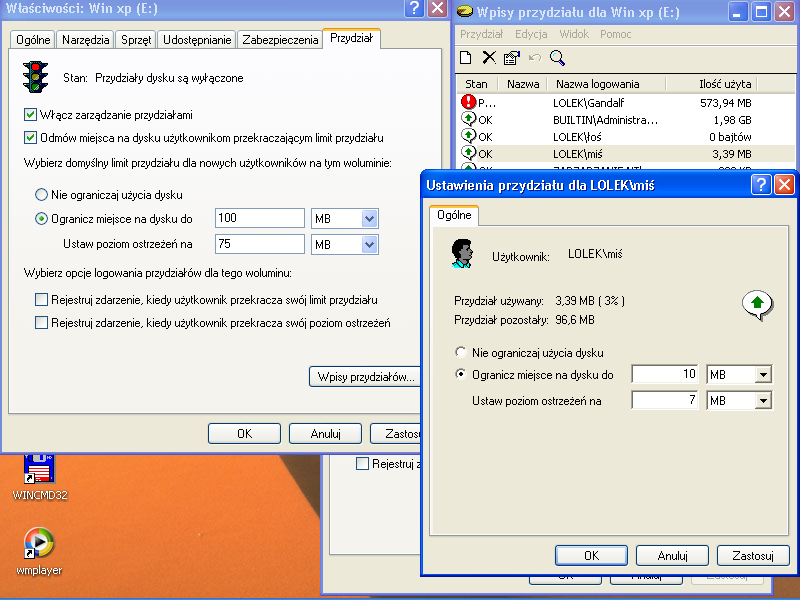 Właściwości: Win xp (E:)
Ogólne Narzędzia Sprzęt Udostępnianie Zabezpieczenia Przydział
Stan: Przydziały dysku są wyłączone
Włącz zarządzanie przydziałami
Odmów miejsca na dysku użytkownikom przekraczającym limit przydziału
Wybierz domyślny limit przydziału dla nowych użytkowników na tym woluminie:
Nie ograniczaj użycia dysku
Ogranicz miejsce na dysku do 100 MB
Ustaw poziom ostrzeżeń na 75 MB
Wybierz opcje logowania przydziałów dla tego woluminu:
Rejestruj zdarzenie, kiedy użytkownik przekracza swój limit przydziału
Rejestruj zdarzenie, kiedy użytkownik przekracza swój poziom ostrzeżeń
Wpisy przydziałów...
OK Anuluj Zastosu
Wpisy przydziału dla Win xp (E:)
Przydział Edycja Widok Pomoc
Stan Nazwa Nazwa logowania Ilość użyta
P... LOLEK\Gandalf 573,94 MB
OK BUILTIN\Administra... 1,98 GB
OK LOLEK\łoś 0 bajtów
OK LOLEK\miś 3,39 MB
Ustawienia przydziału dla LOLEK\miś
Ogólne
Użytkownik: LOLEK\miś
Przydział używany: 3,39 MB ( 3% )
Przydział pozostały: 96,6 MB
Nie ograniczaj użycia dysku
Ogranicz miejsce na dysku do 10 MB
Ustaw poziom ostrzeżeń na 7 MB
OK Anuluj Zastosuj
Rejestruj z
OK Anuluj Zastosuj
WINCMD32
wmplayer